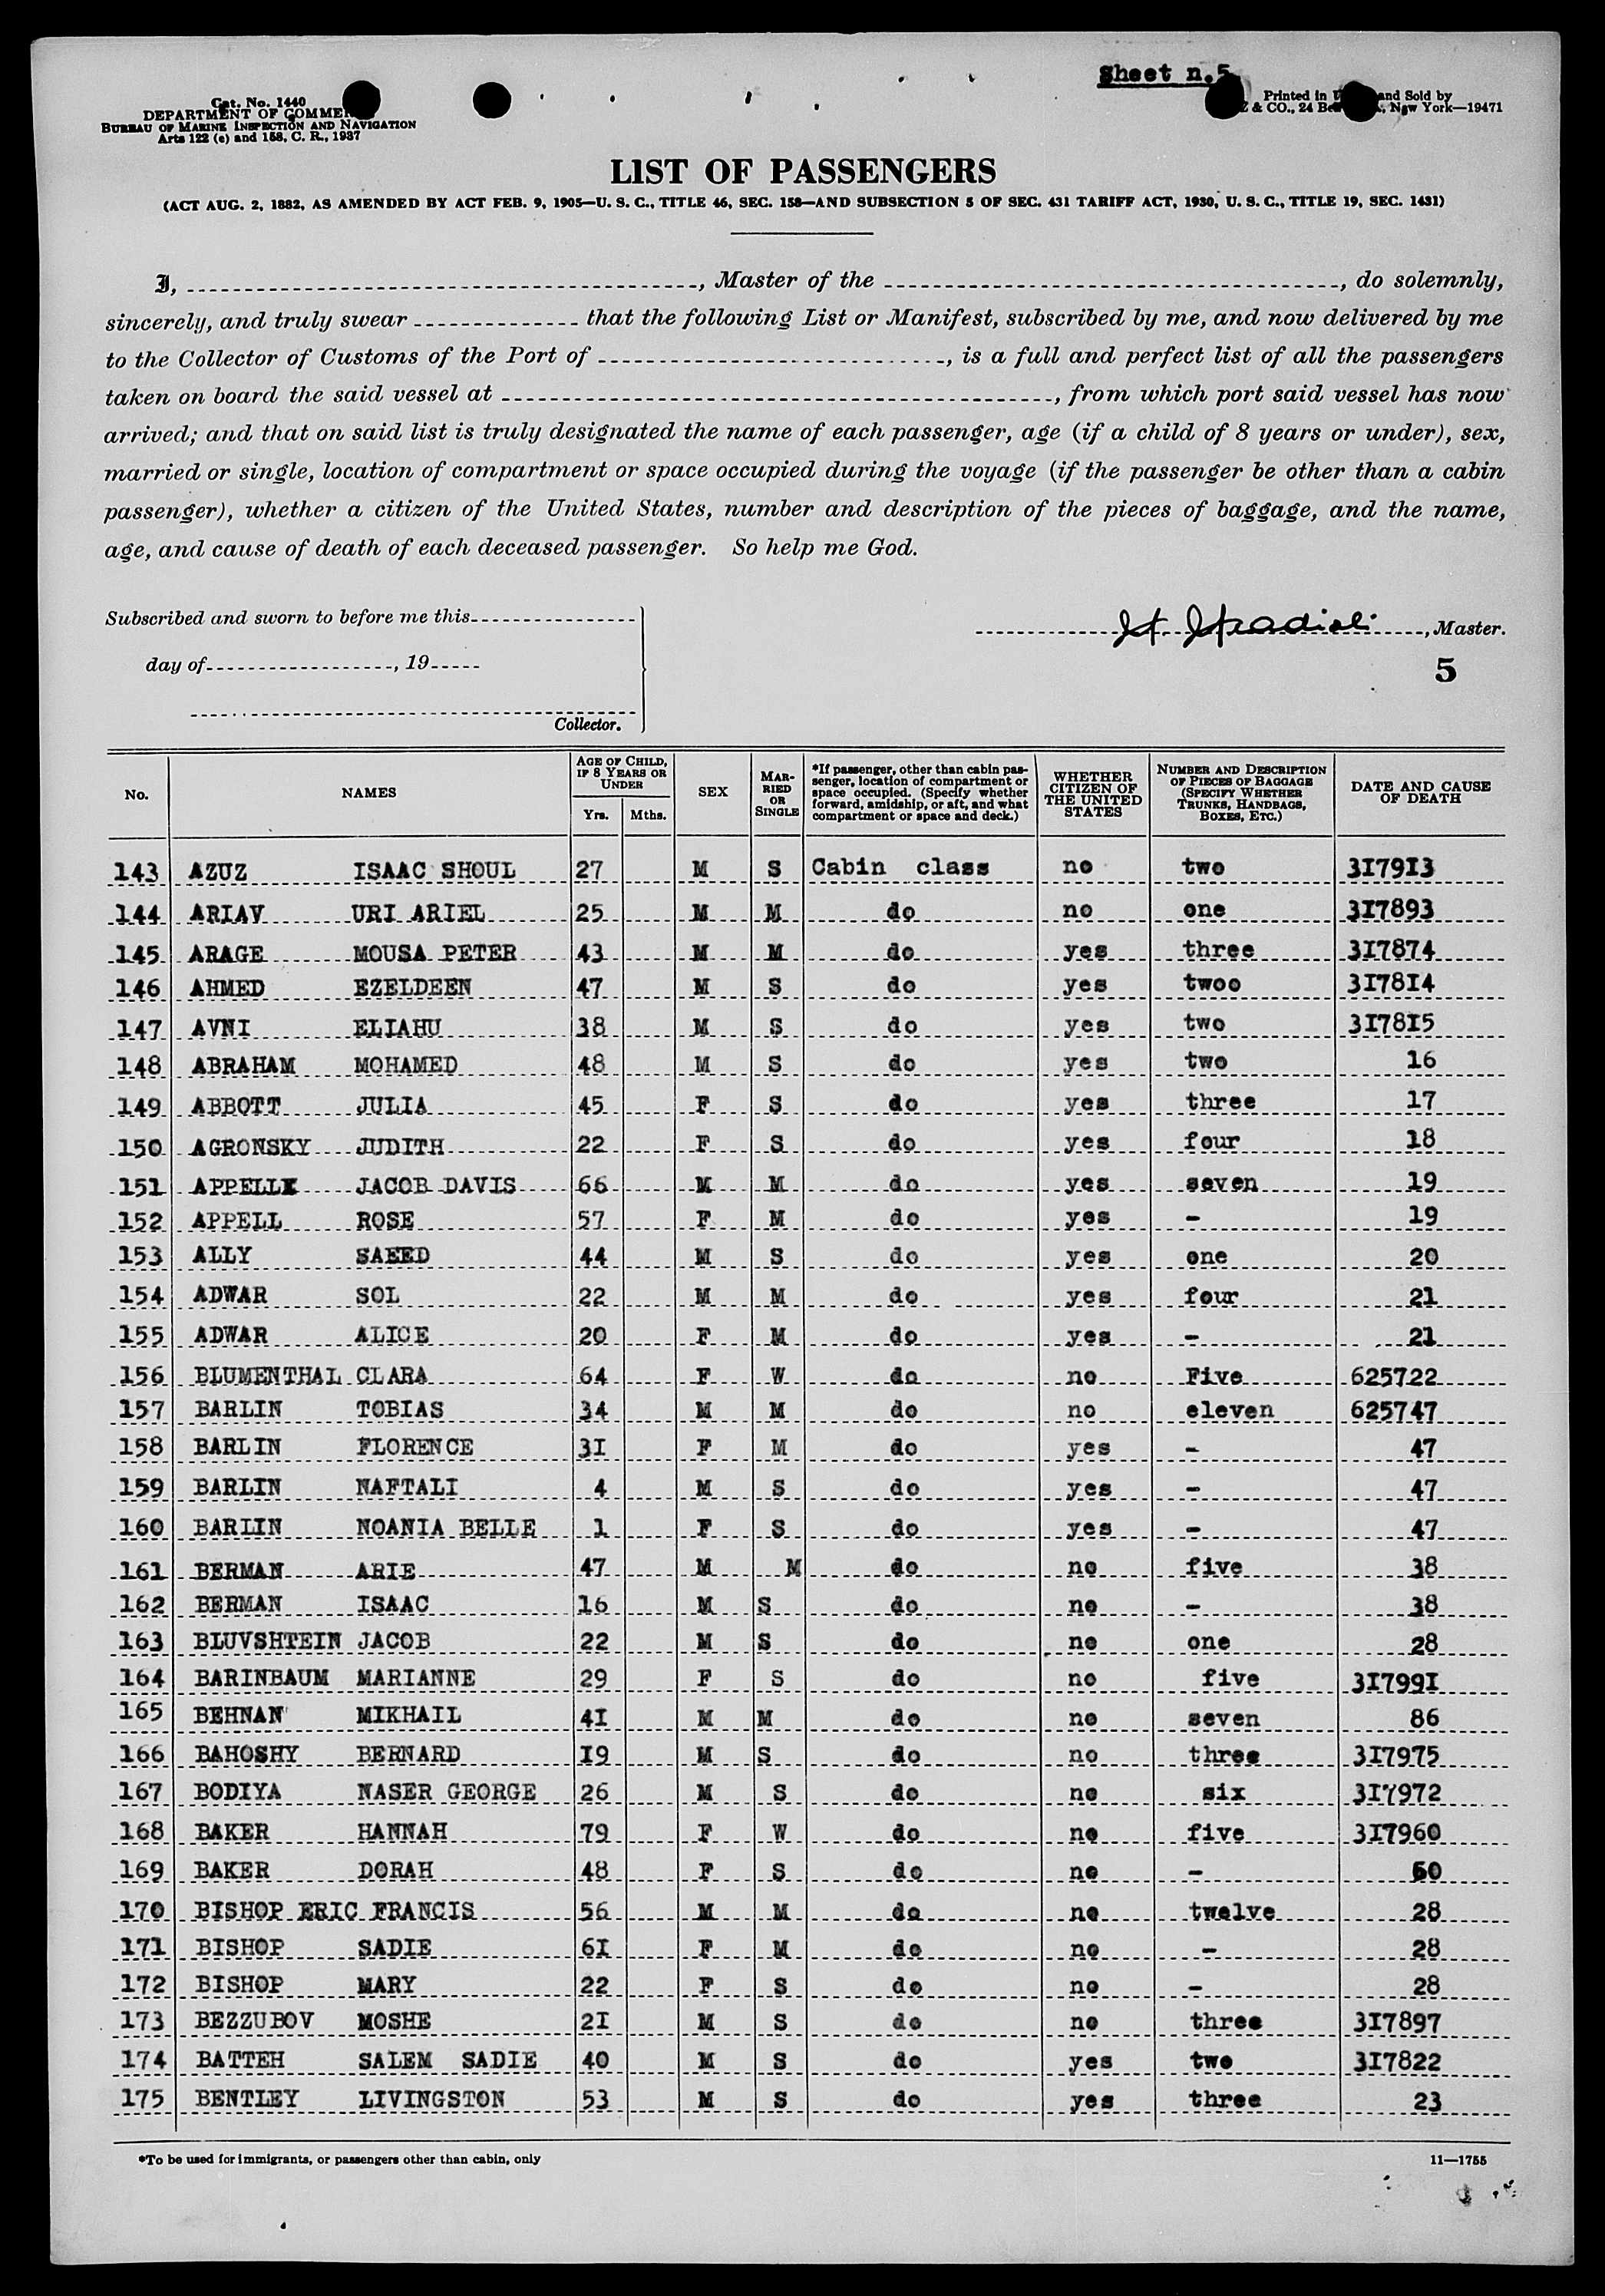 Sheet n.5
Cat. No. 1440
DEPARTMENT OF COMME
BUREAU OF MARINE INSPECTION AND NAVIGATION
Arts 122 (e) and 158, C. R., 1937
Printed in and Sold by
& CO., 24 New York—19471
LIST OF PASSENGERS
(ACT AUG. 2, 1882, AS AMENDED BY ACT FEB. 9, 1905—U. S. C., TITLE 46, SEC. 158—AND SUBSECTION 5 OF SEC. 431 TARIFF ACT, 1930, U. S. C., TITLE 19, SEC. 1431)
I, , Master of the , do solemnly,
sincerely, and truly swear that the following List or Manifest, subscribed by me, and now delivered by me
to the Collector of Customs of the Port of , is a full and perfect list of all the passengers
taken on board the said vessel at , from which port said vessel has now
arrived; and that on said list is truly designated the name of each passenger, age (if a child of 8 years or under), sex,
married or single, location of compartment or space occupied during the voyage (if the passenger be other than a cabin
passenger), whether a citizen of the United States, number and description of the pieces of baggage, and the name,
age, and cause of death of each deceased passenger. So help me God.
Subscribed and sworn to before me this
day of , 19
Collector.
, Master.
5
No. NAMES AGE OF CHILD, IF 8 YEARS OR UNDER Yrs. Mths. SEX MARRIED OR SINGLE *If passenger, other than cabin passenger, location of compartment or space occupied. (Specify whether forward, amidship, or aft, and what compartment or space and deck.) WHETHER CITIZEN OF THE UNITED STATES NUMBER AND DESCRIPTION OF PIECES OF BAGGAGE (SPECIFY WHETHER TRUNKS, HANDBAGS, BOXES, ETC.) DATE AND CAUSE OF DEATH
143 AZUZ ISAAC SHOUL 27 M S Cabin class no two 3I79I3
144 ARIAV URI ARIEL 25 M M do no one 3I7893
145 ARAGE MOUSA PETER 43 M M do yes three 3I7874
146 AHMED EZELDEEN 47 M S do yes twoo 3I78I4
147 AVNI ELIAHU 38 M S do yes two 3I78I5
148 ABRAHAM MOHAMED 48 M S do yes two 16
149 ABBOTT JULIA 45 F S do yes three 17
150 AGRONSKY JUDITH 22 F S do yes four 18
151 APPELLX JACOB DAVIS 66 M M do yes seven 19
152 APPELL ROSE 57 F M do yes - 19
153 ALLY SAEED 44 M S do yes one 20
154 ADWAR SOL 22 M M do yes four 21
155 ADWAR ALICE 20 F M do yes - 21
156 BLUMENTHAL CLARA 64 F W do no Five 625722
157 BARLIN TOBIAS 34 M M do no eleven 625747
158 BARLIN FLORENCE 3I F M do yes - 47
159 BARLIN NAFTALI 4 M S do yes - 47
160 BARLIN NOANIA BELLE 1 F S do yes - 47
161 BERMAN ARIE 47 M M do no five 38
162 BERMAN ISAAC 16 M S do no - 38
163 BLUVSHTEIN JACOB 22 M S do no one 28
164 BARINBAUM MARIANNE 29 F S do no five 3I799I
165 BEHNAN MIKHAIL 4I M M do no seven 86
166 BAHOSHY BERNARD I9 M S do no three 3I7975
167 BODIYA NASER GEORGE 26 M S do no six 3I7972
168 BAKER HANNAH 79 F W do no five 3I7960
169 BAKER DORAH 48 F S do no - 60
170 BISHOP ERIC FRANCIS 56 M M do no twelve 28
171 BISHOP SADIE 6I F M do no - 28
172 BISHOP MARY 22 F S do no - 28
173 BEZZUBOV MOSHE 2I M S do no three 3I7897
174 BATTEH SALEM SADIE 40 M S do yes two 3I7822
175 BENTLEY LIVINGSTON 53 M S do yes three 23
*To be used for immigrants, or passengers other than cabin, only
11—1755